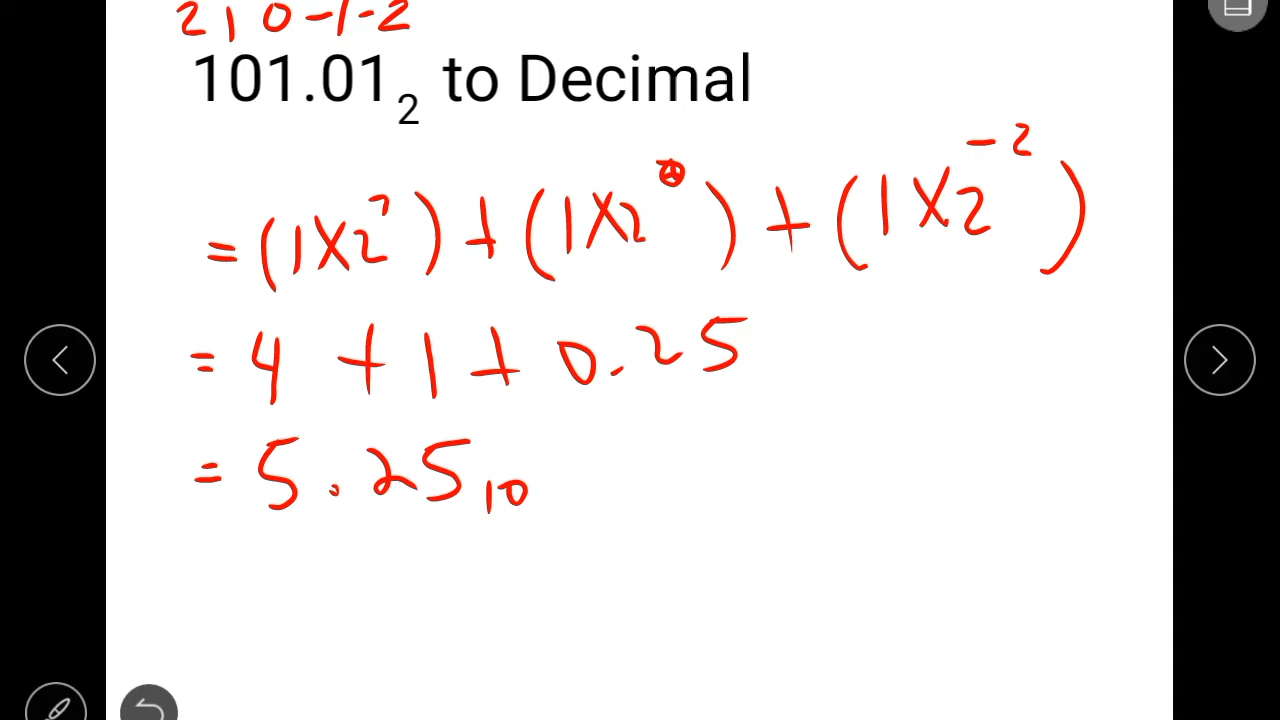 2 1 0 -1 -2
101.01₂ to Decimal
= (1×2²) + (1×2⁰) + (1×2⁻²)
= 4 + 1 + 0.25
= 5.25₁₀